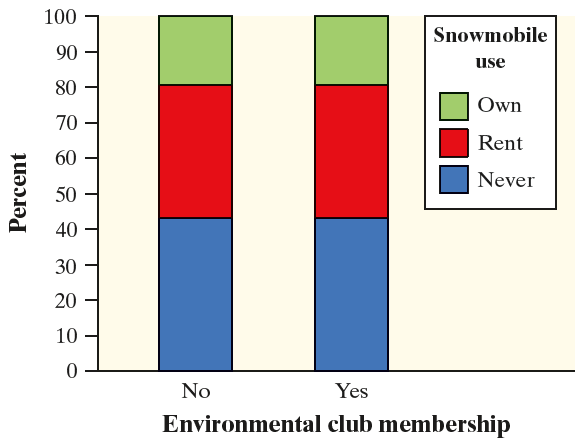 100
90
80
70
60
50
40
30
20
10
0
Percent
No
Yes
Environmental club membership
Snowmobile
use
Own
Rent
Never